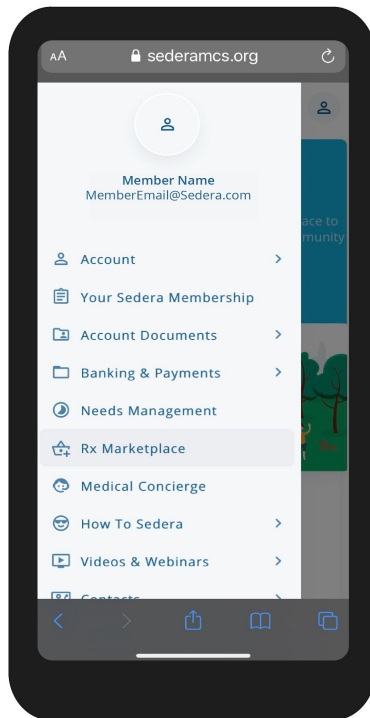 AA sederamcs.org
Member Name
MemberEmail@Sedera.com
ace to
munity
Account
Your Sedera Membership
Account Documents
Banking & Payments
Needs Management
Rx Marketplace
Medical Concierge
How To Sedera
Videos & Webinars
Contacts